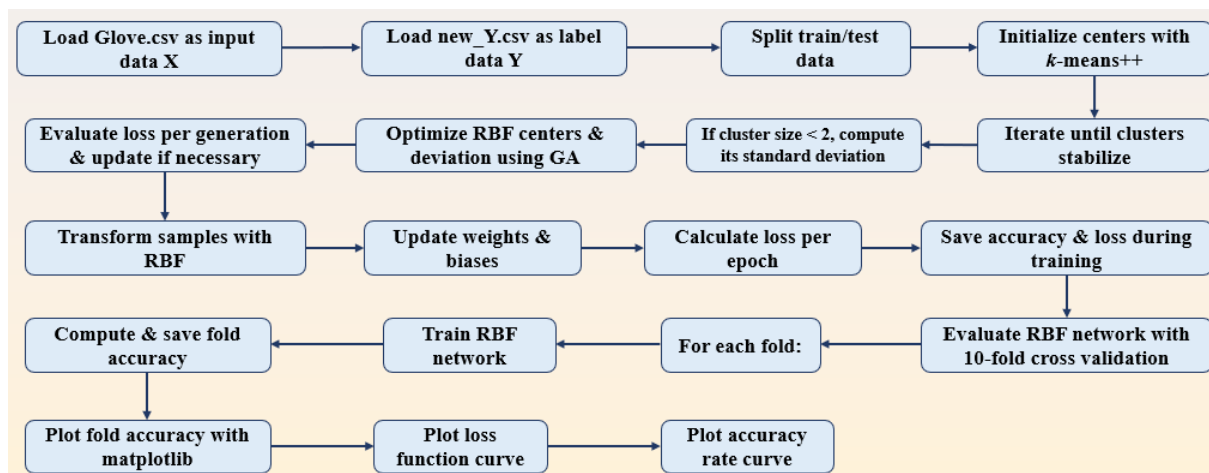 Load Glove.csv as input
data X
Load new_Y.csv as label
data Y
Split train/test
data
Initialize centers with
k-means++
Iterate until clusters
stabilize
If cluster size < 2, compute
its standard deviation
Optimize RBF centers &
deviation using GA
Evaluate loss per generation
& update if necessary
Transform samples with
RBF
Update weights &
biases
Calculate loss per
epoch
Save accuracy & loss during
training
Evaluate RBF network with
10-fold cross validation
For each fold:
Train RBF
network
Compute & save fold
accuracy
Plot fold accuracy with
matplotlib
Plot loss
function curve
Plot accuracy
rate curve